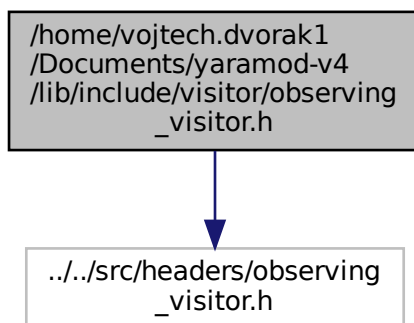 /home/vojtech.dvorak1
/Documents/yaramod-v4
/lib/include/visitor/observing
_visitor.h
../../src/headers/observing
_visitor.h